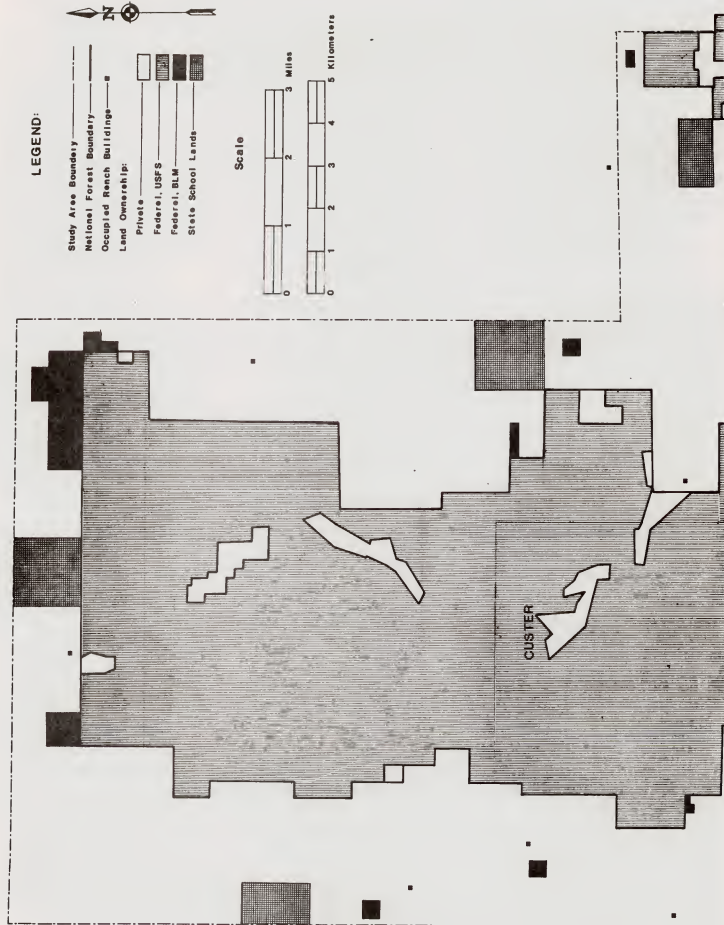 LEGEND:
N
Study Area Boundary
National Forest Boundary
Occupied Ranch Buildings
Land Ownership:
Private
Federal, USFS
Federal, BLM
State School Lands
Scale
0 1 2 3 Miles
0 1 2 3 4 5 Kilometers
CUSTER